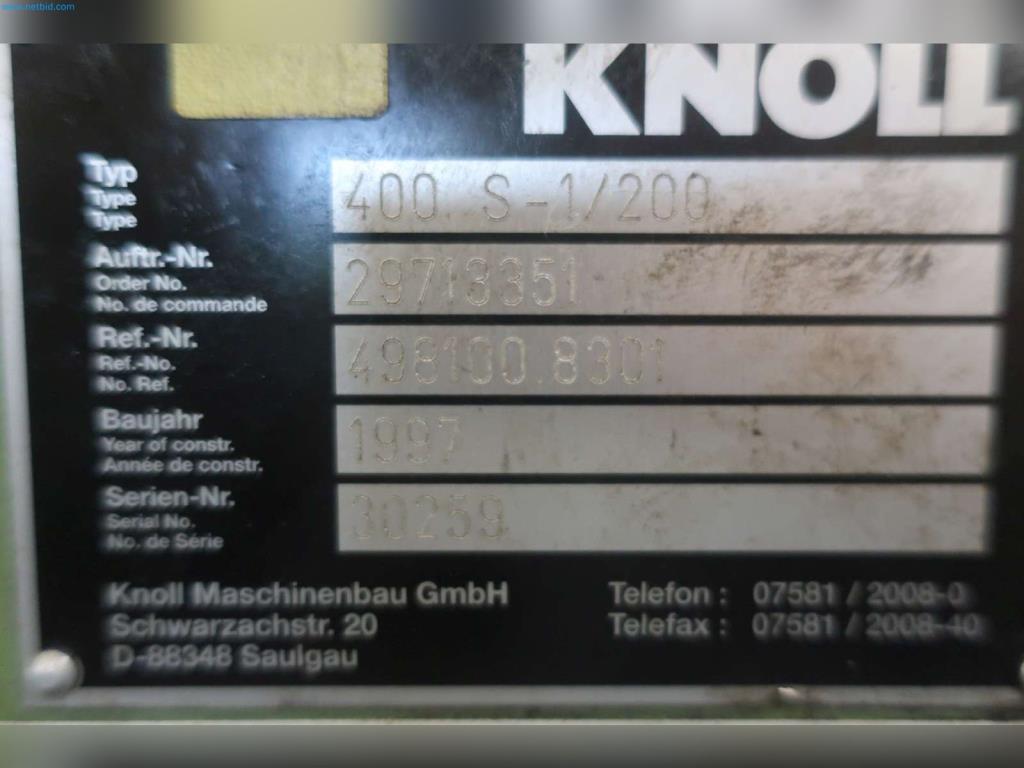 www.netbid.com
KNOLL
Typ 400 S-1/200
Type
Type
Auftr.-Nr. 29713351
Order No.
No. de commande
Ref.-Nr. 498100.8301
Ref.-No.
No. Ref.
Baujahr 1997
Year of constr.
Année de constr.
Serien-Nr. 30259
Serial No.
No. de Série
Knoll Maschinenbau GmbH Telefon : 07581 / 2008-0
Schwarzachstr. 20 Telefax : 07581 / 2008-40
D-88348 Saulgau